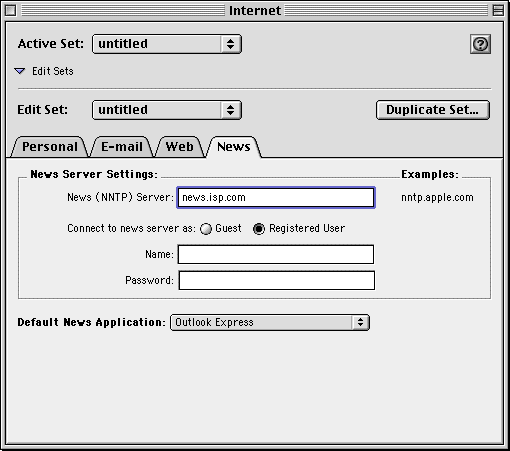 Internet
Active Set: untitled ?
Edit Sets
Edit Set: untitled Duplicate Set...
Personal E-mail Web News
News Server Settings: Examples:
News (NNTP) Server: news.isp.com nntp.apple.com
Connect to news server as: Guest Registered User
Name:
Password:
Default News Application: Outlook Express